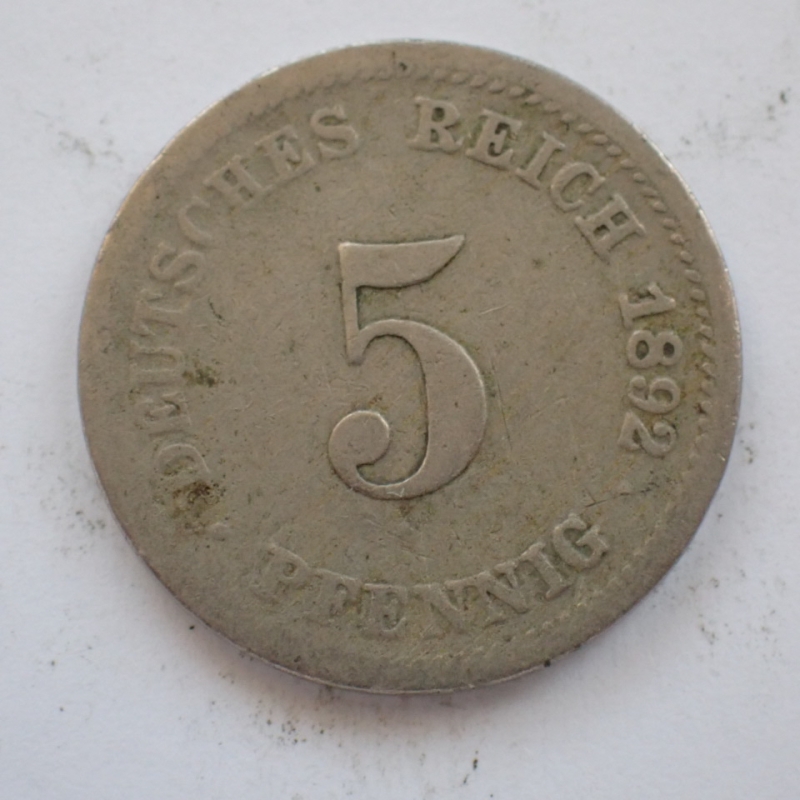 DEUTSCHES REICH 1892
5
PFENNIG